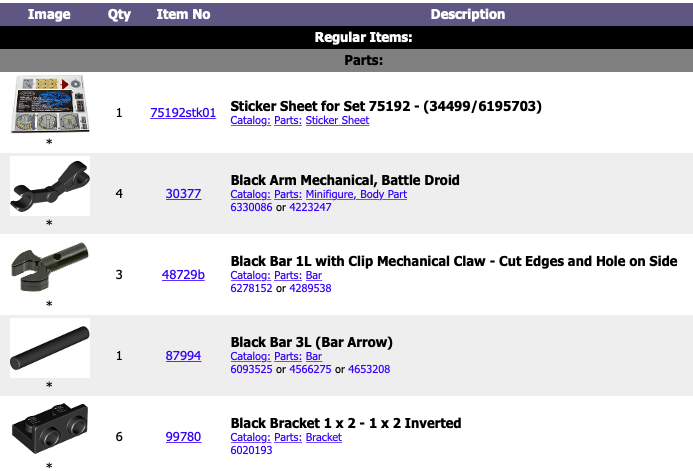 Image Qty Item No Description
Regular Items:
Parts:
Sticker Sheet for Set 75192 - (34499/6195703)
1 75192stk01
Catalog: Parts: Sticker Sheet
*
Black Arm Mechanical, Battle Droid
4 30377
Catalog: Parts: Minifigure, Body Part
6330086 or 4223247
*
Black Bar 1L with Clip Mechanical Claw - Cut Edges and Hole on Side
3 48729b
Catalog: Parts: Bar
6278152 or 4289538
*
Black Bar 3L (Bar Arrow)
1 87994
Catalog: Parts: Bar
6093525 or 4566275 or 4653208
*
Black Bracket 1 x 2 - 1 x 2 Inverted
6 99780
Catalog: Parts: Bracket
6020193
*